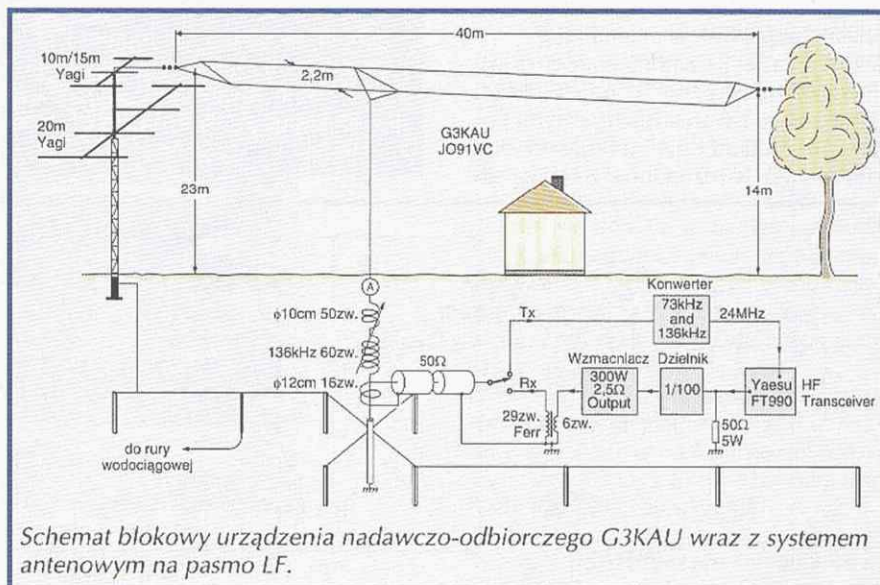 40m
10m/15m
Yagi
2,2m
20m
Yagi
G3KAU
JO91VC
23m
14m
A
Konwerter
ϕ10cm 50zw.
Tx
73kHz
and
136kHz
24MHz
136kHz 60zw.
50Ω
Wzmacniacz
Dzielnik
ϕ12cm 16zw.
Rx
300W
2,5Ω
Output
1/100
Yaesu
FT990
HF
Transceiver
29zw.
Ferr
6zw.
50Ω
5W
do rury
wodociągowej
Schemat blokowy urządzenia nadawczo-odbiorczego G3KAU wraz z systemem
antenowym na pasmo LF.